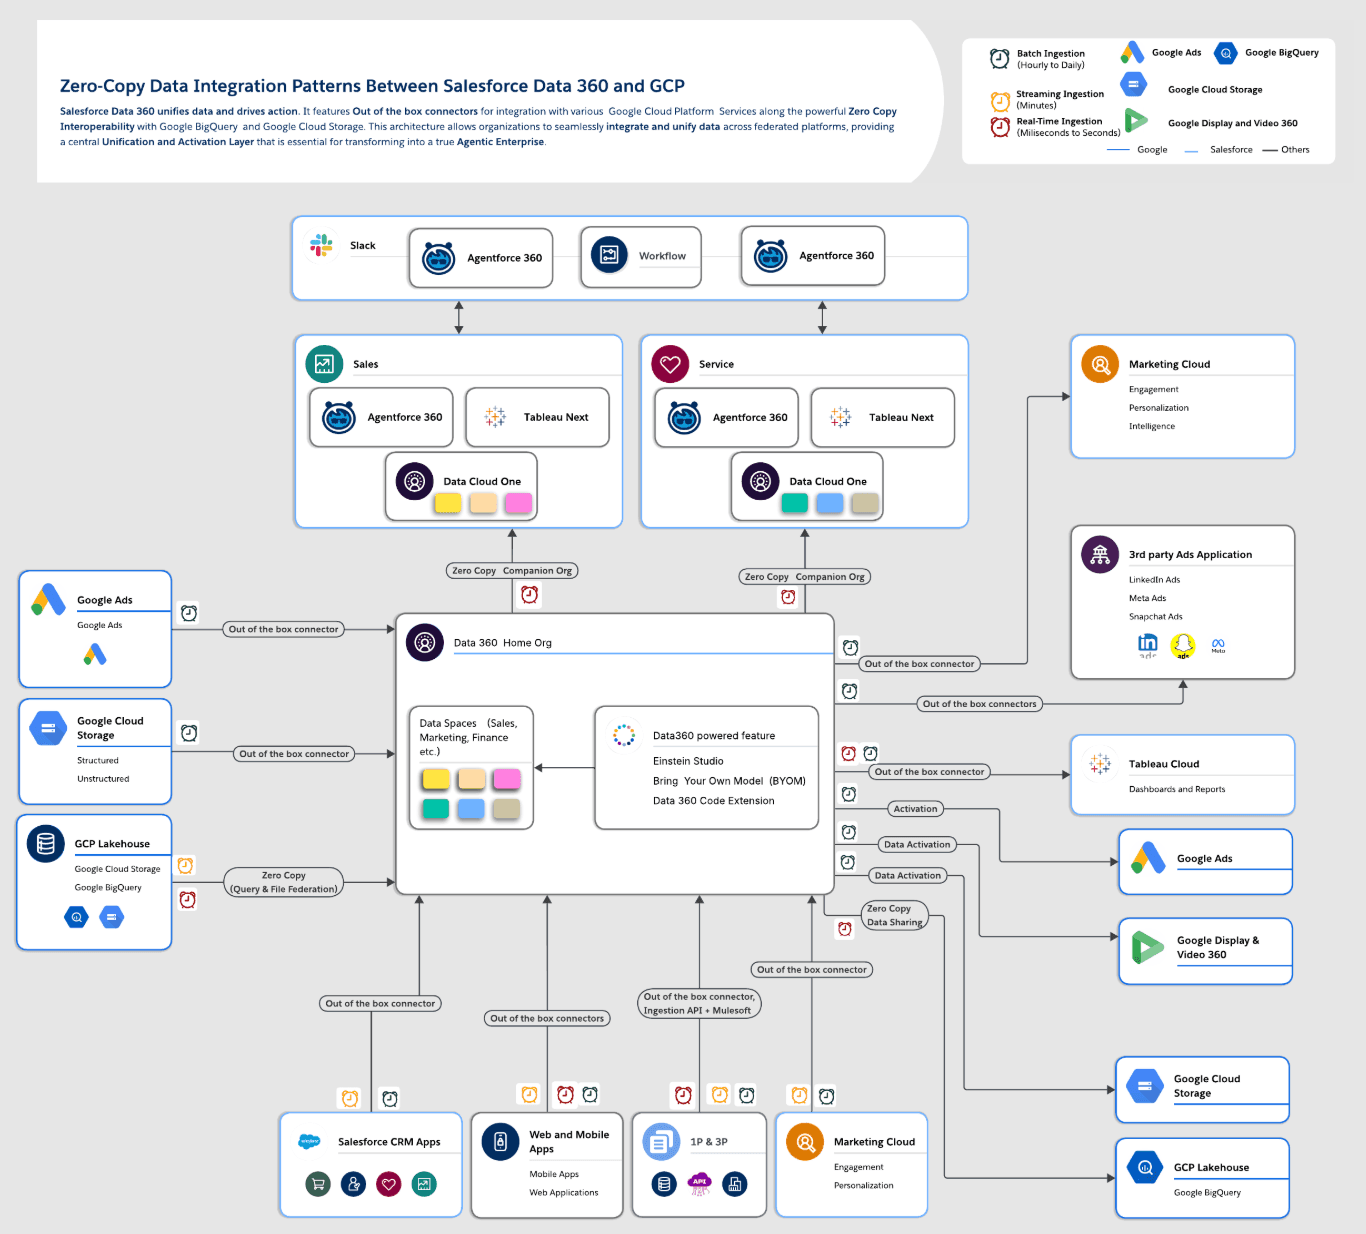 Zero-Copy Data Integration Patterns Between Salesforce Data 360 and GCP
Salesforce Data 360 unifies data and drives action. It features Out of the box connectors for integration with various Google Cloud Platform Services along the powerful Zero Copy
Interoperability with Google BigQuery and Google Cloud Storage. This architecture allows organizations to seamlessly integrate and unify data across federated platforms, providing
a central Unification and Activation Layer that is essential for transforming into a true Agentic Enterprise.
Batch Ingestion
(Hourly to Daily)
Streaming Ingestion
(Minutes)
Real-Time Ingestion
(Miliseconds to Seconds)
Google Ads
Google BigQuery
Google Cloud Storage
Google Display and Video 360
Google
Salesforce
Others
Slack
Agentforce 360
Workflow
Agentforce 360
Sales
Agentforce 360
Tableau Next
Data Cloud One
Service
Agentforce 360
Tableau Next
Data Cloud One
Marketing Cloud
Engagement
Personalization
Intelligence
3rd party Ads Application
LinkedIn Ads
Meta Ads
Snapchat Ads
in
ads
ads
Meta
Zero Copy Companion Org
Zero Copy Companion Org
Google Ads
Google Ads
Out of the box connector
Google Cloud
Storage
Structured
Unstructured
Out of the box connector
GCP Lakehouse
Google Cloud Storage
Google BigQuery
Zero Copy
(Query & File Federation)
Data 360 Home Org
Data Spaces (Sales,
Marketing, Finance
etc.)
Data360 powered feature
Einstein Studio
Bring Your Own Model (BYOM)
Data 360 Code Extension
Out of the box connector
Out of the box connectors
Out of the box connector
Activation
Data Activation
Data Activation
Zero Copy
Data Sharing
Tableau Cloud
Dashboards and Reports
Google Ads
Google Display &
Video 360
Google Cloud
Storage
GCP Lakehouse
Google BigQuery
Out of the box connector
Out of the box connectors
Out of the box connector,
Ingestion API + Mulesoft
Out of the box connector
Salesforce CRM Apps
Web and Mobile
Apps
Mobile Apps
Web Applications
1P & 3P
API
Marketing Cloud
Engagement
Personalization